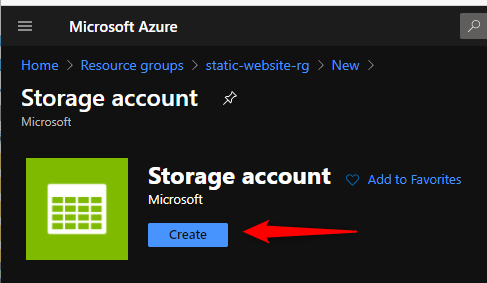 Microsoft Azure
Home > Resource groups > static-website-rg > New >
Storage account
Microsoft
Storage account
Add to Favorites
Microsoft
Create